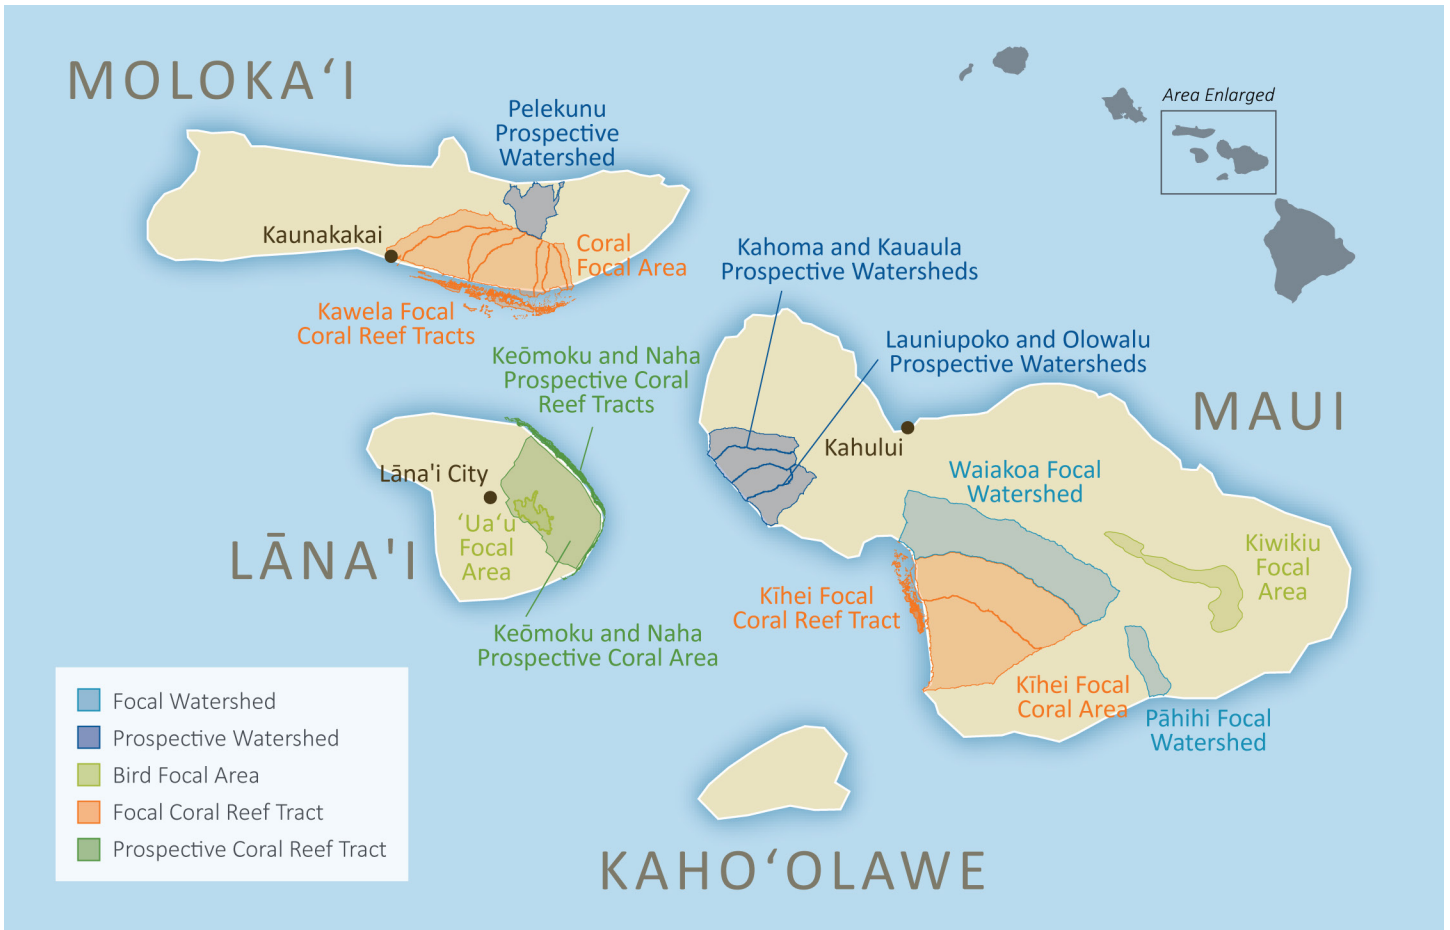 MOLOKA‘I
Pelekunu
Prospective
Watershed
Area Enlarged
Kaunakakai
Coral
Focal Area
Kawela Focal
Coral Reef Tracts
Kahoma and Kauaula
Prospective Watersheds
Launiupoko and Olowalu
Prospective Watersheds
Keōmoku and Naha
Prospective Coral
Reef Tracts
MAUI
Kahului
Lāna'i City
Waiakoa Focal
Watershed
‘Ua‘u
Focal
Area
LĀNA'I
Kiwikiu
Focal
Area
Kīhei Focal
Coral Reef Tract
Keōmoku and Naha
Prospective Coral Area
Kīhei Focal
Coral Area
Pāhihi Focal
Watershed
Focal Watershed
Prospective Watershed
Bird Focal Area
Focal Coral Reef Tract
Prospective Coral Reef Tract
KAHO‘OLAWE